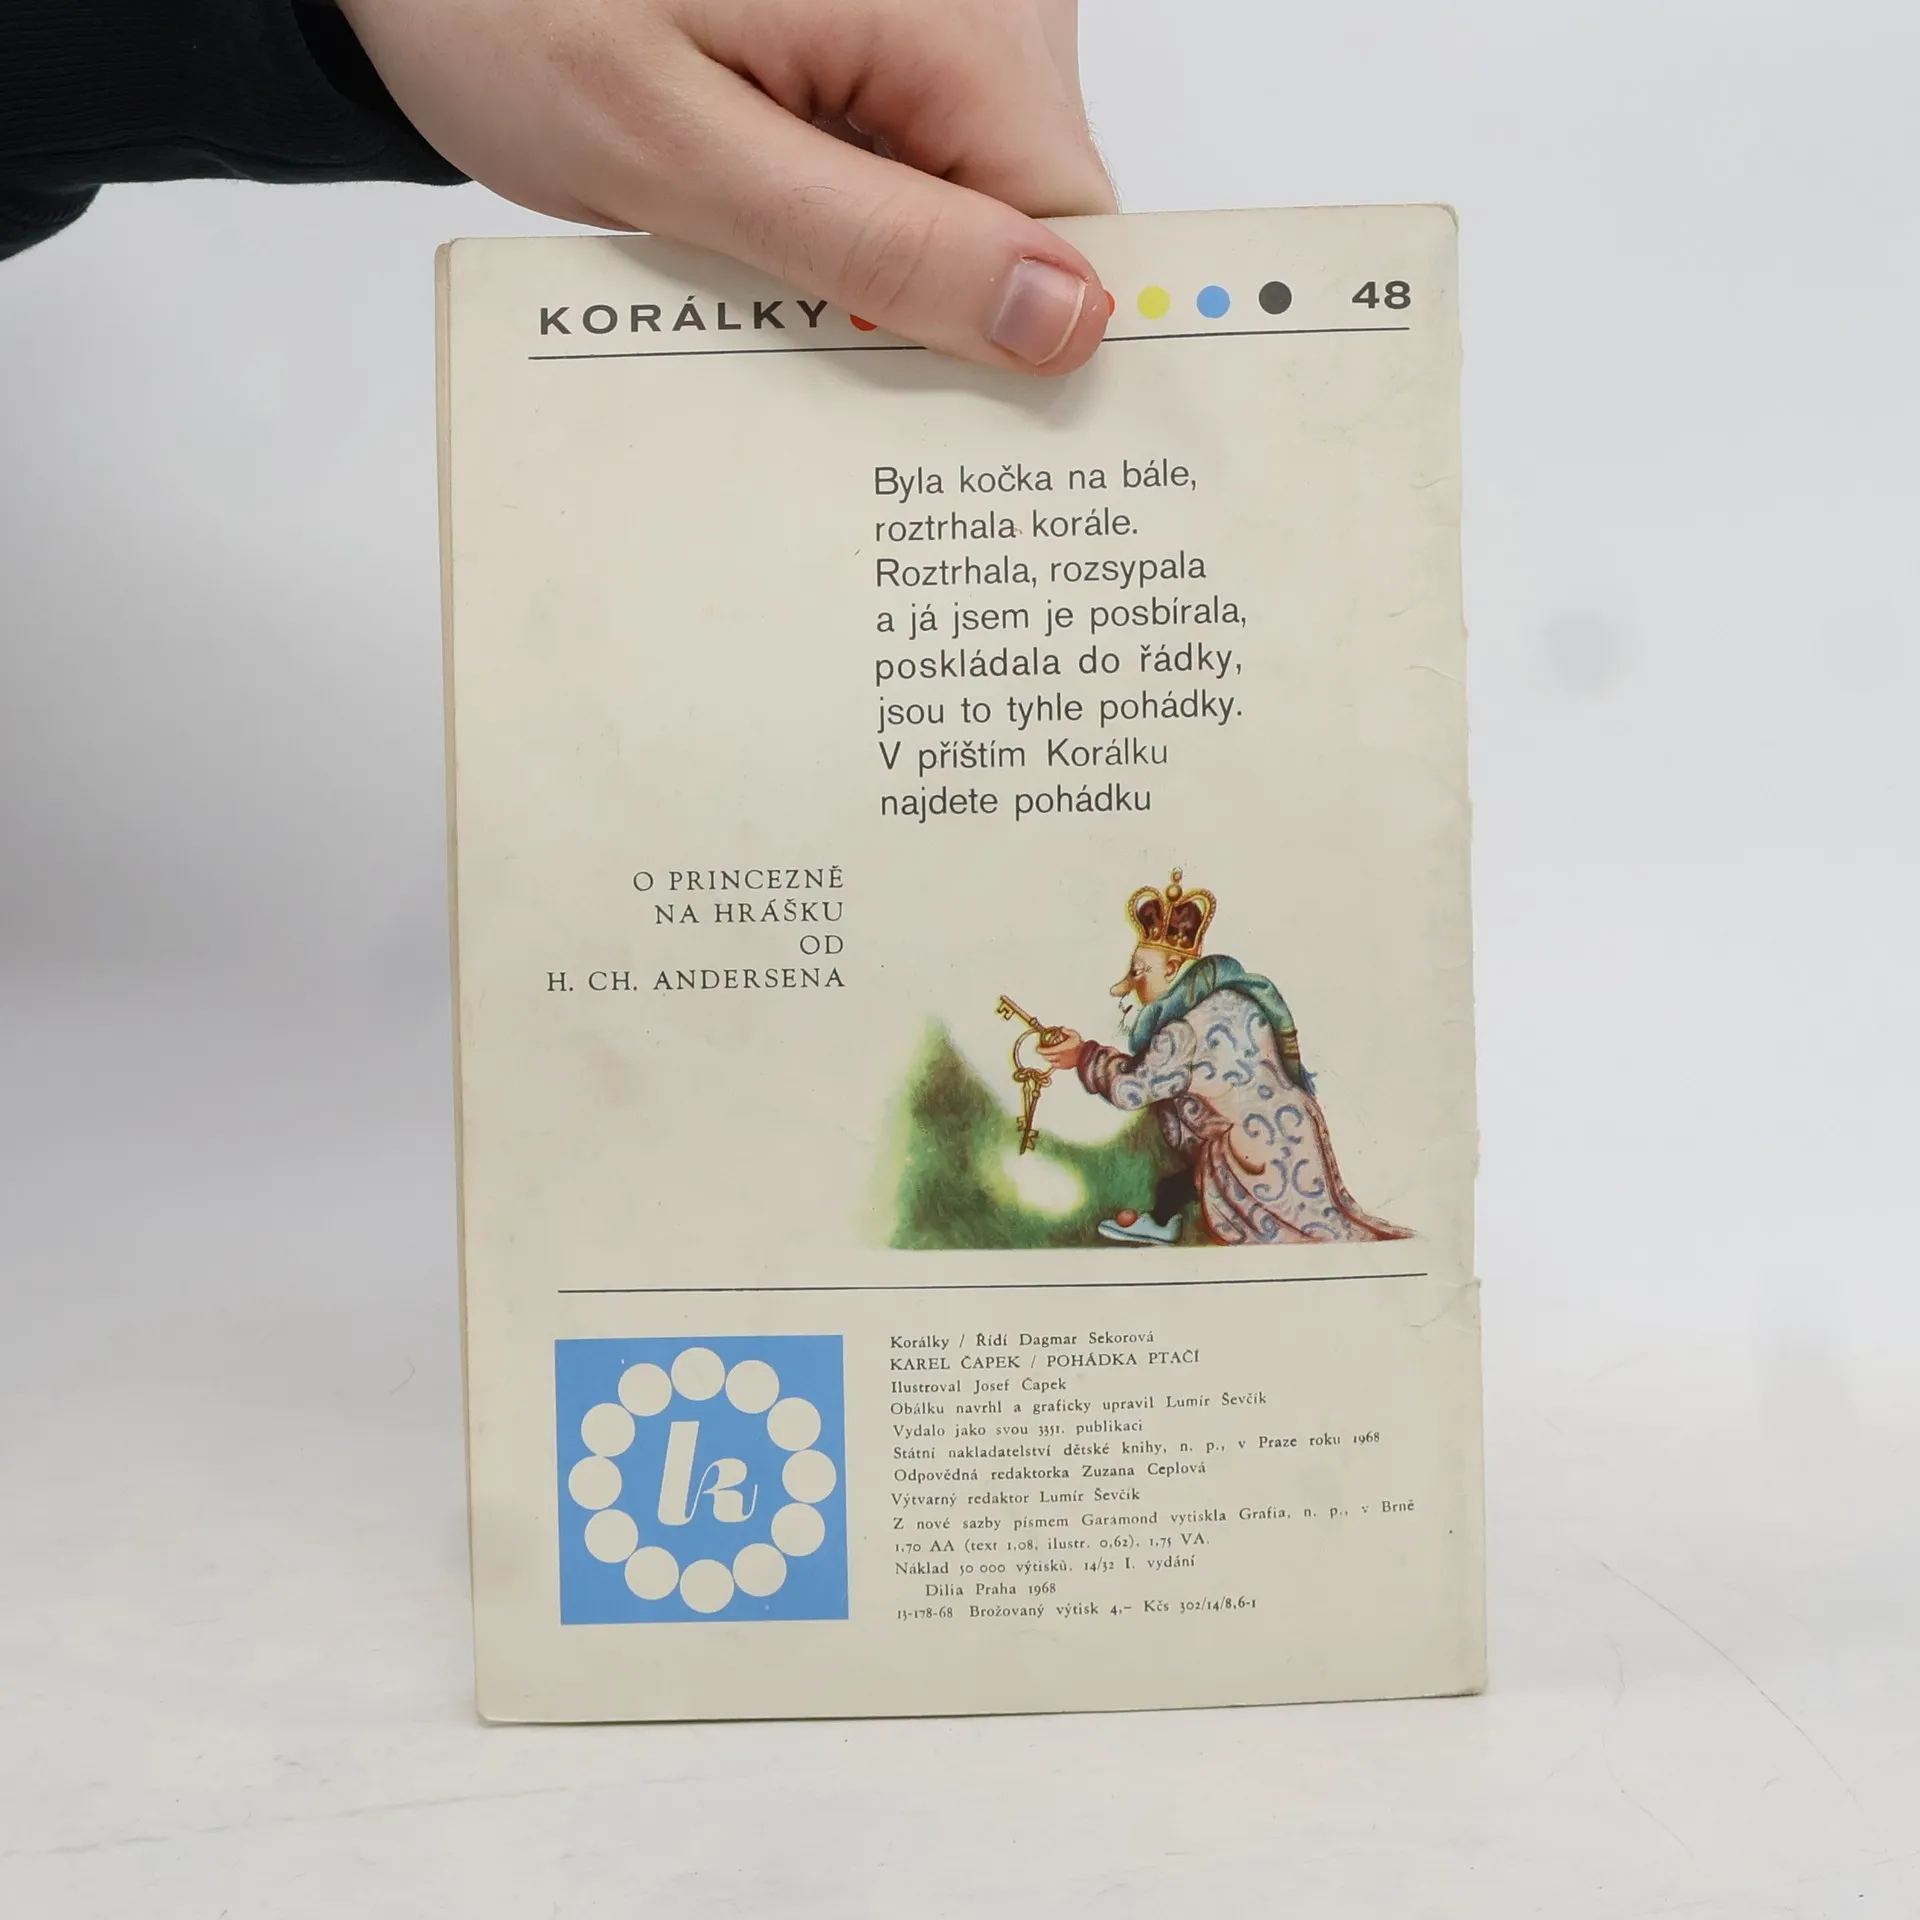 KORÁLKY 48
Byla kočka na bále,
roztrhala korále.
Roztrhala, rozsypala
a já jsem je posbírala,
poskládala do řádky,
jsou to tyhle pohádky.
V příštím Korálku
najdete pohádku
O PRINCEZNĚ
NA HRÁŠKU
OD
H. CH. ANDERSENA
k
Korálky / Řídí Dagmar Sekorová
KAREL ČAPEK / POHÁDKA PTAČÍ
Ilustroval Josef Čapek
Obálku navrhl a graficky upravil Lumír Ševčík
Vydalo jako svou 3351. publikaci
Státní nakladatelství dětské knihy, n. p., v Praze roku 1968
Odpovědná redaktorka Zuzana Ceplová
Výtvarný redaktor Lumír Ševčík
Z nové sazby písmem Garamond vytiskla Grafia, n. p., v Brně
1,70 AA (text 1,08, ilustr. 0,62), 1,75 VA.
Náklad 50 000 výtisků. 14/32 I. vydání
Dilia Praha 1968
13-178-68 Brožovaný výtisk 4,– Kčs 302/14/8,6-1